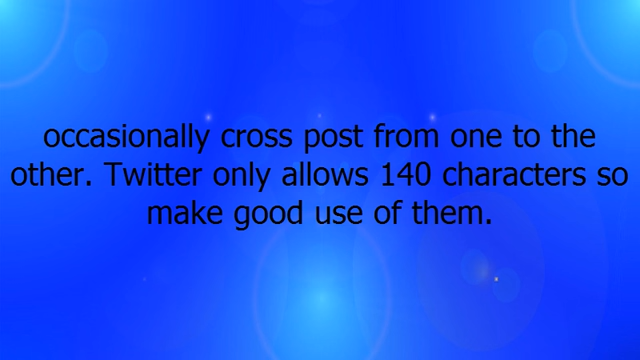 occasionally cross post from one to the
other. Twitter only allows 140 characters so
make good use of them.